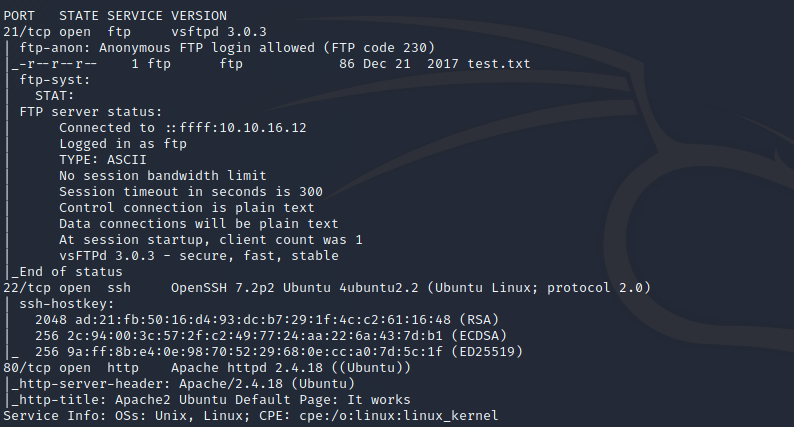 PORT   STATE SERVICE VERSION
21/tcp open  ftp     vsftpd 3.0.3
| ftp-anon: Anonymous FTP login allowed (FTP code 230)
|_-r--r--r--    1 ftp      ftp            86 Dec 21  2017 test.txt
| ftp-syst:
|   STAT:
| FTP server status:
|      Connected to ::ffff:10.10.16.12
|      Logged in as ftp
|      TYPE: ASCII
|      No session bandwidth limit
|      Session timeout in seconds is 300
|      Control connection is plain text
|      Data connections will be plain text
|      At session startup, client count was 1
|      vsFTPd 3.0.3 - secure, fast, stable
|_End of status
22/tcp open  ssh     OpenSSH 7.2p2 Ubuntu 4ubuntu2.2 (Ubuntu Linux; protocol 2.0)
| ssh-hostkey:
|   2048 ad:21:fb:50:16:d4:93:dc:b7:29:1f:4c:c2:61:16:48 (RSA)
|   256 2c:94:00:3c:57:2f:c2:49:77:24:aa:22:6a:43:7d:b1 (ECDSA)
|_  256 9a:ff:8b:e4:0e:98:70:52:29:68:0e:cc:a0:7d:5c:1f (ED25519)
80/tcp open  http    Apache httpd 2.4.18 ((Ubuntu))
|_http-server-header: Apache/2.4.18 (Ubuntu)
|_http-title: Apache2 Ubuntu Default Page: It works
Service Info: OSs: Unix, Linux; CPE: cpe:/o:linux:linux_kernel